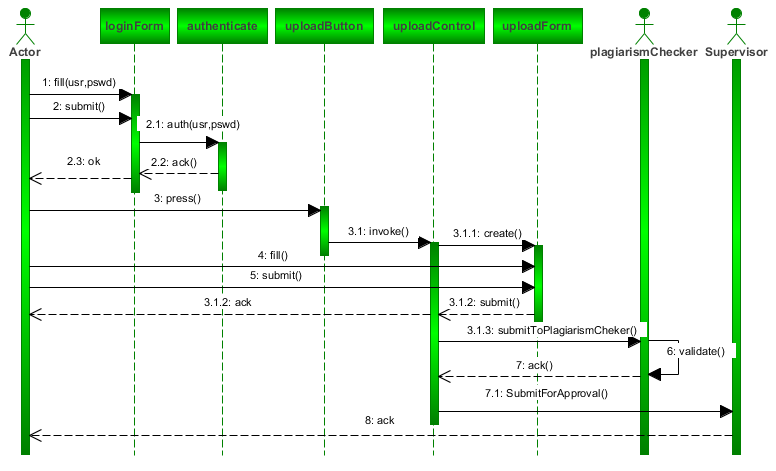 loginForm authenticate uploadButton uploadControl uploadForm
Actor plagiarismChecker Supervisor
1: fill(usr,pswd)
2: submit()
2.1: auth(usr,pswd)
2.3: ok
2.2: ack()
3: press()
3.1: invoke()
3.1.1: create()
4: fill()
5: submit()
3.1.2: ack
3.1.2: submit()
3.1.3: submitToPlagiarismCheker()
6: validate()
7: ack()
7.1: SubmitForApproval()
8: ack